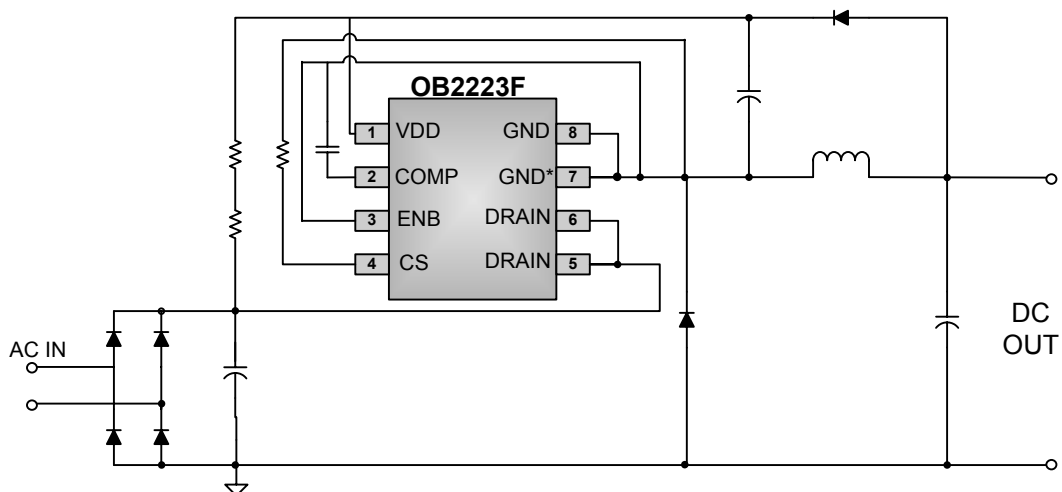 OB2223F
1 VDD GND 8
2 COMP GND* 7
3 ENB DRAIN 6
4 CS DRAIN 5
AC IN
DC
OUT